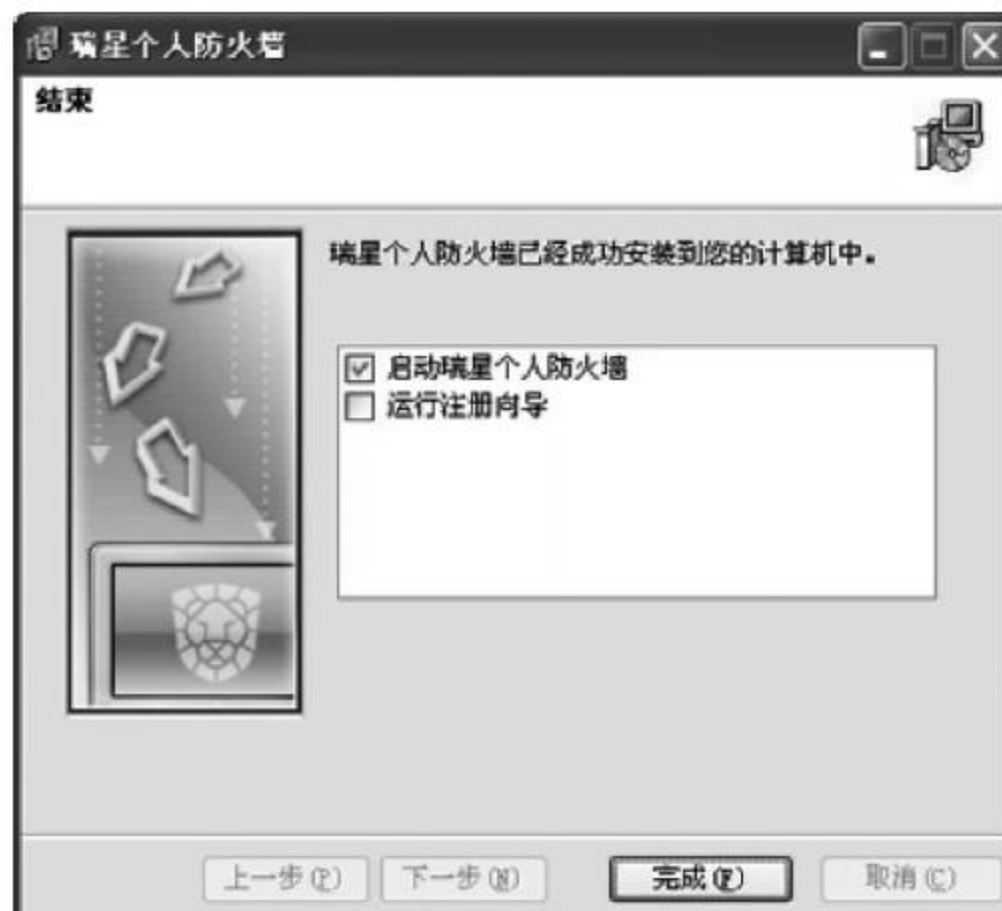 瑞星个人防火墙
结束
瑞星个人防火墙已经成功安装到您的计算机中。
启动瑞星个人防火墙
运行注册向导
上一步(P) 下一步(N) 完成(F) 取消(C)